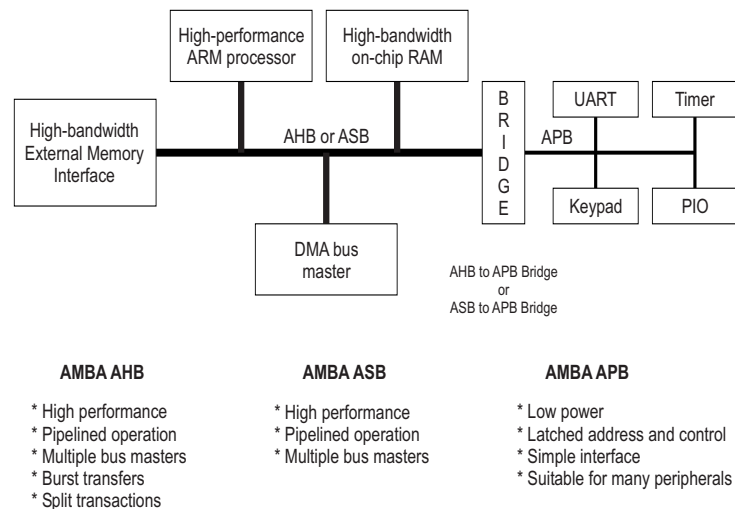 High-performance
ARM processor
High-bandwidth
on-chip RAM
High-bandwidth
External Memory
Interface
AHB or ASB
B
R
I
D
G
E
APB
UART
Timer
Keypad
PIO
DMA bus
master
AHB to APB Bridge
or
ASB to APB Bridge
AMBA AHB
* High performance
* Pipelined operation
* Multiple bus masters
* Burst transfers
* Split transactions
AMBA ASB
* High performance
* Pipelined operation
* Multiple bus masters
AMBA APB
* Low power
* Latched address and control
* Simple interface
* Suitable for many peripherals